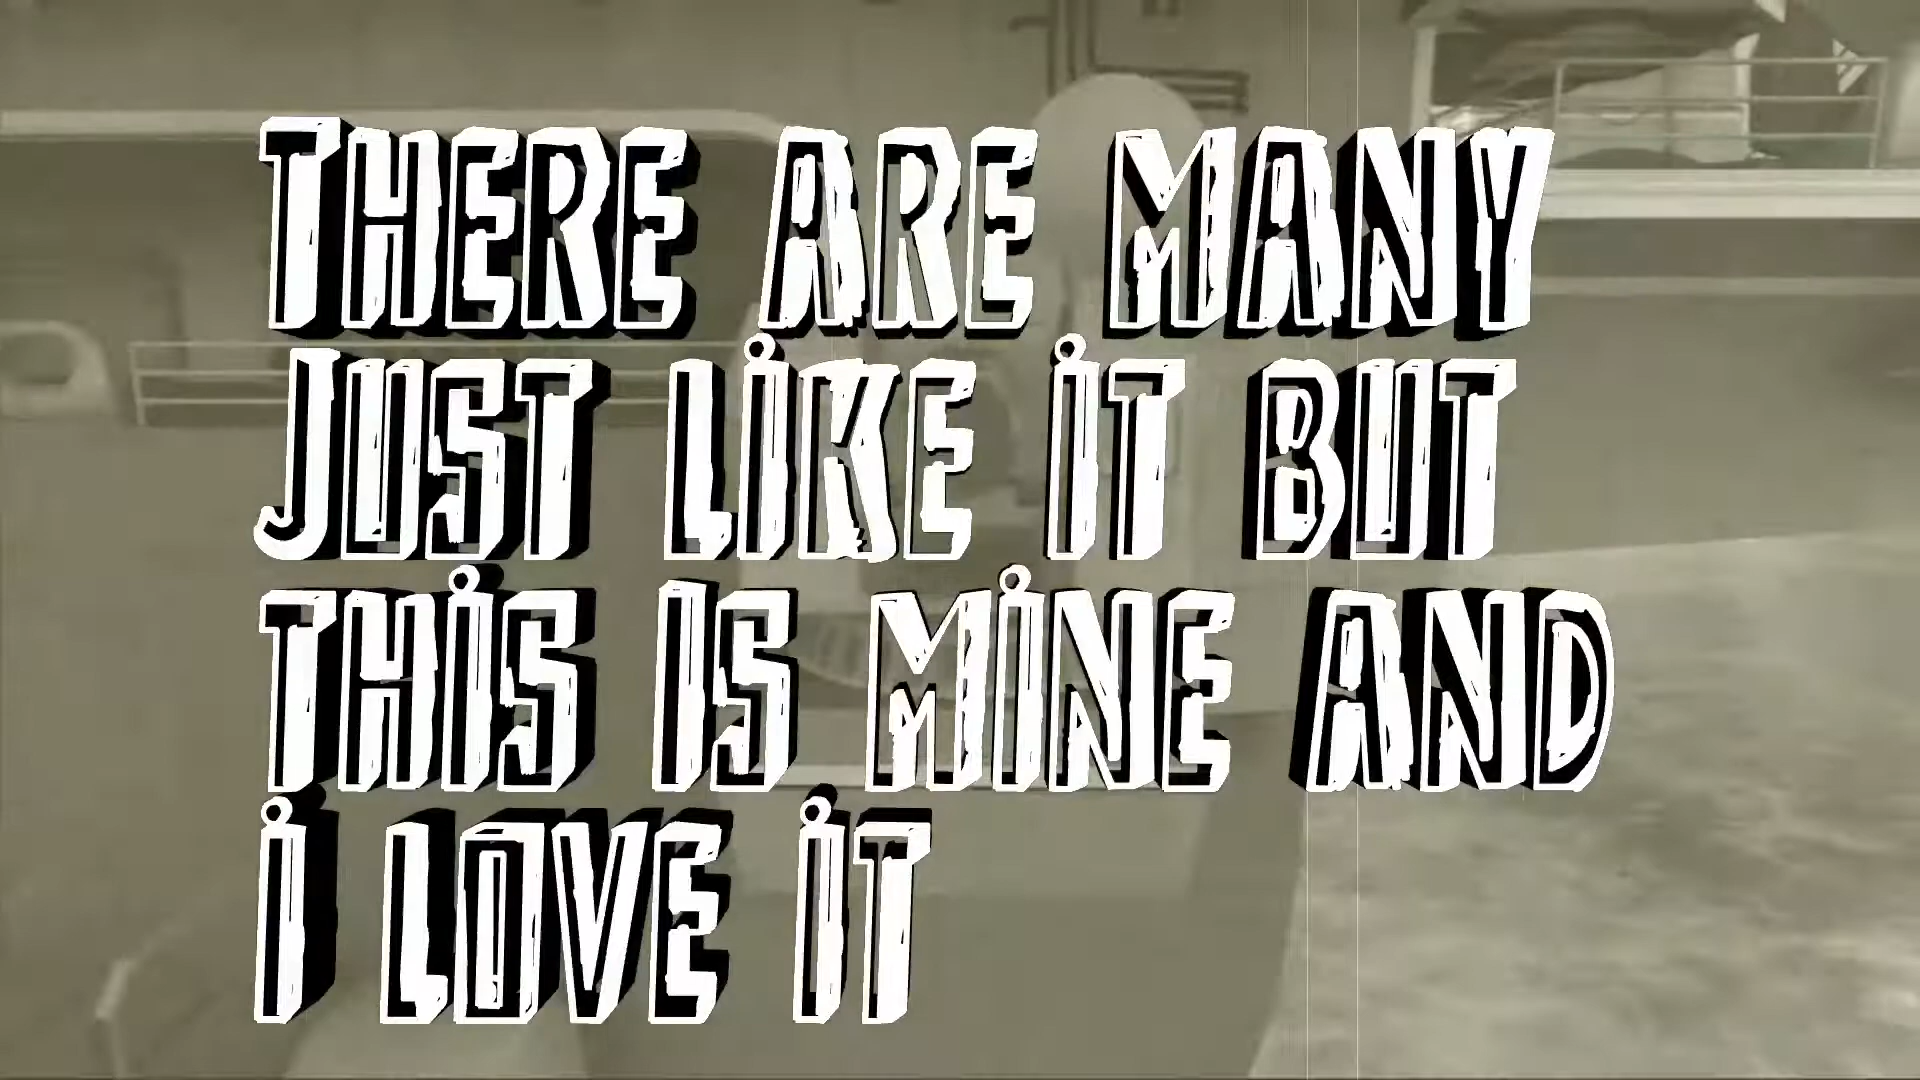 THERE ARE MANY
JUST LIKE IT BUT
THIS IS MINE AND
I LOVE IT